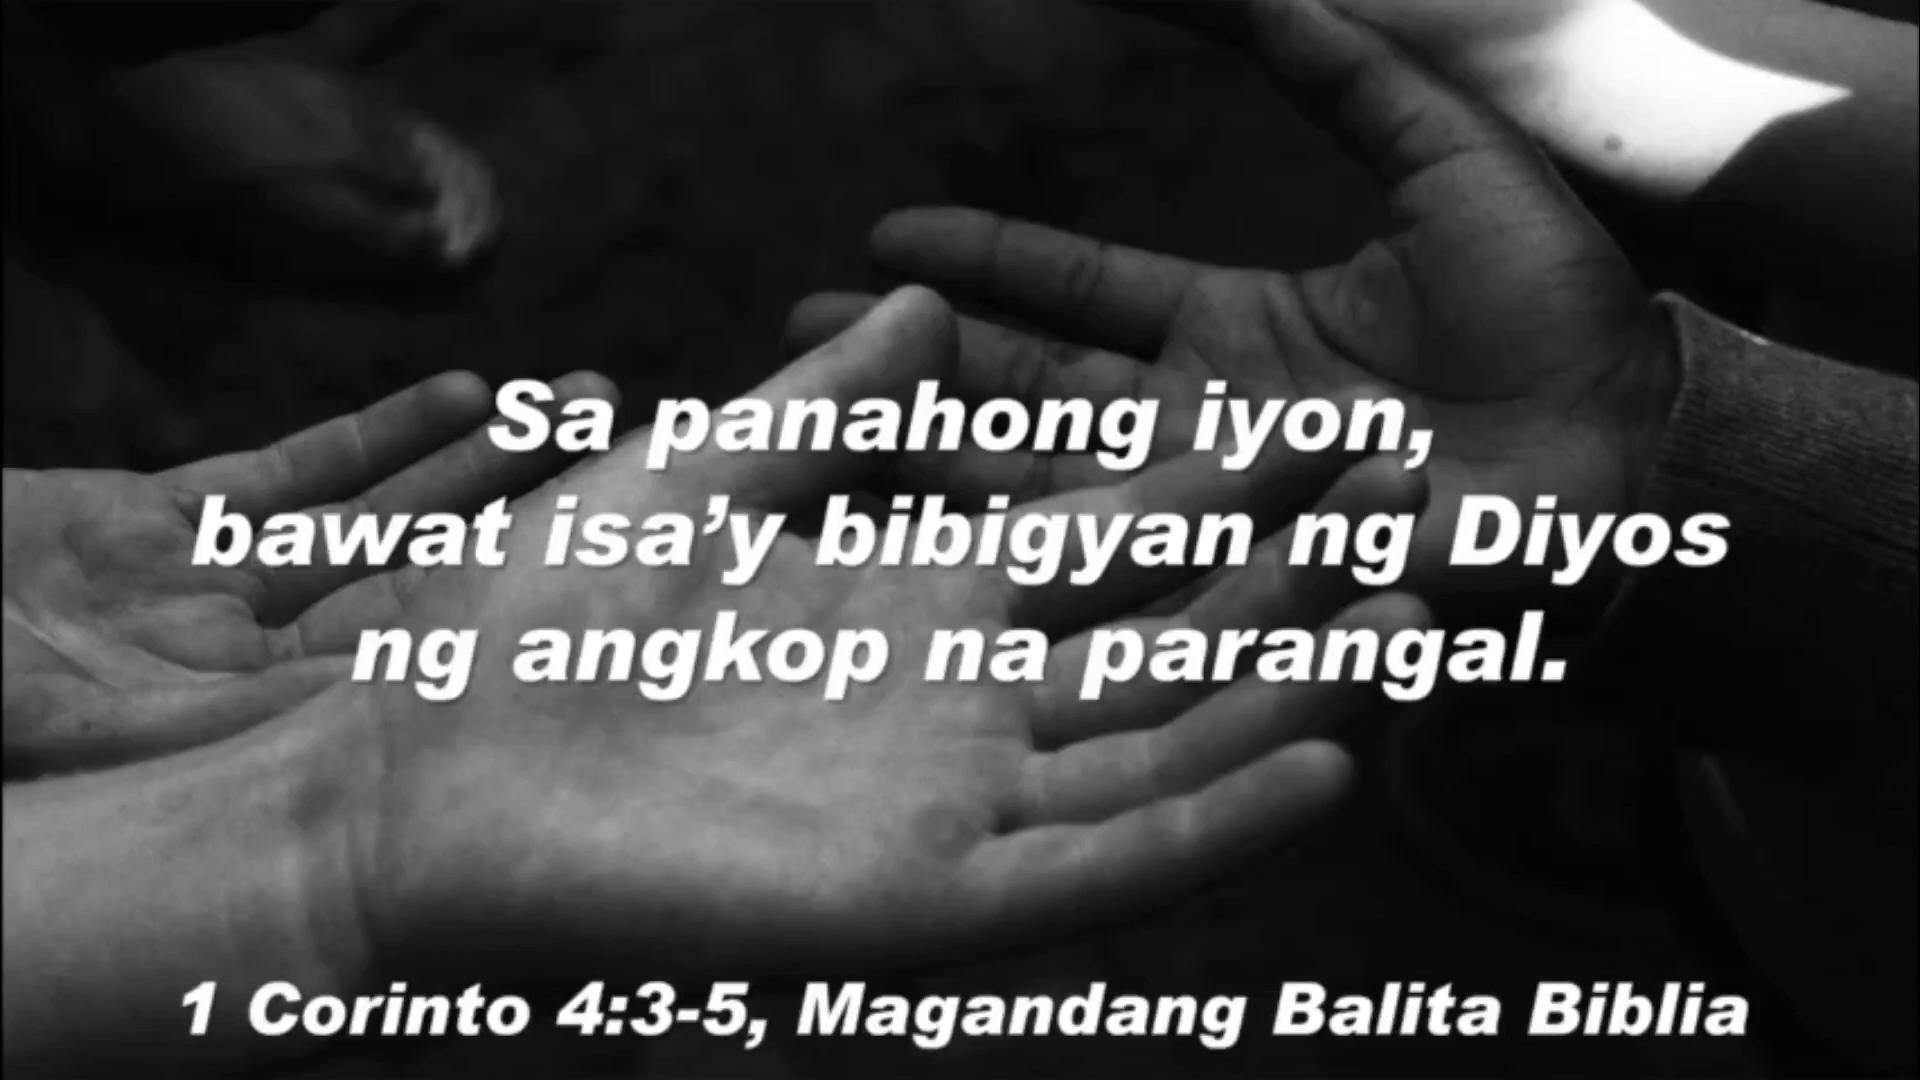 Sa panahong iyon,
bawat isa’y bibigyan ng Diyos
ng angkop na parangal.
1 Corinto 4:3-5, Magandang Balita Biblia